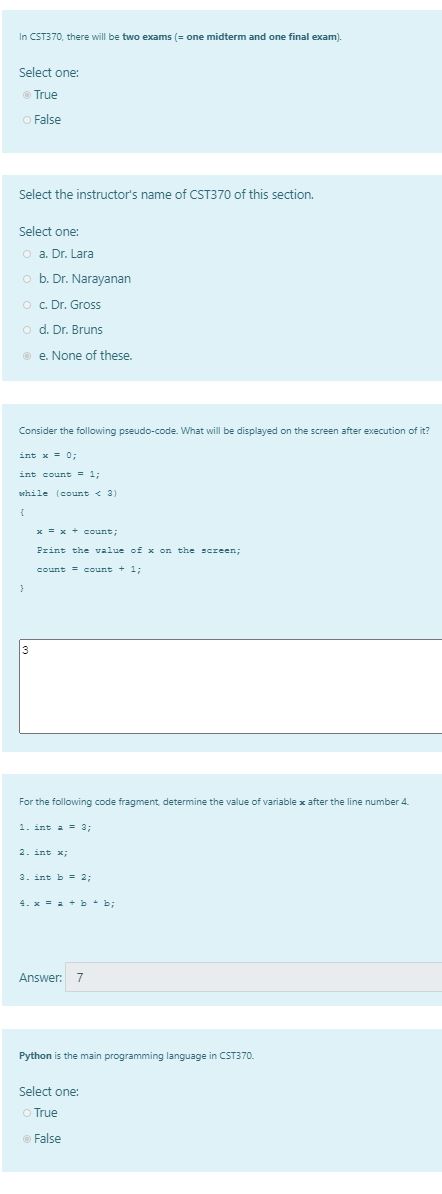 In CST370, there will be two exams (= one midterm and one final exam).
Select one:
True
False
Select the instructor's name of CST370 of this section.
Select one:
a. Dr. Lara
b. Dr. Narayanan
c. Dr. Gross
d. Dr. Bruns
e. None of these.
Consider the following pseudo-code. What will be displayed on the screen after execution of it?
int x = 0;
int count = 1;
while (count < 3)
{
x = x + count;
Print the value of x on the screen;
count = count + 1;
}
3
For the following code fragment, determine the value of variable x after the line number 4.
1. int a = 3;
2. int x;
3. int b = 2;
4. x = a + b * b;
Answer: 7
Python is the main programming language in CST370.
Select one:
True
False